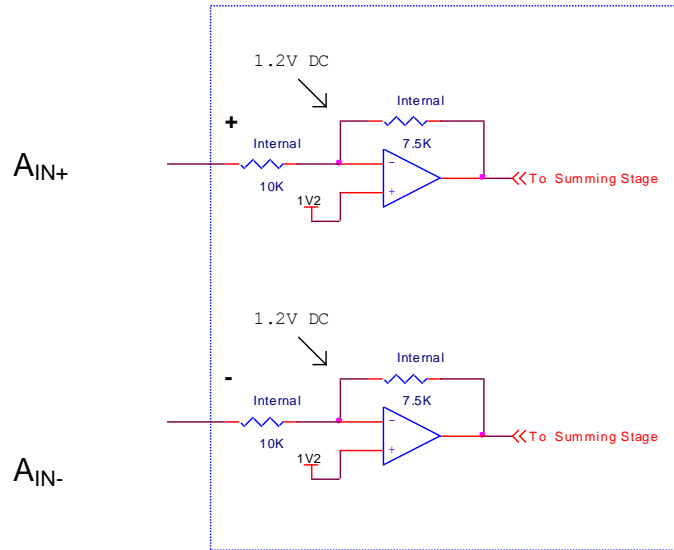 1.2V DC
Internal
+
Internal
7.5K
AIN+
-
To Summing Stage
10K
+
1V2
1.2V DC
Internal
-
Internal
7.5K
10K
-
To Summing Stage
1V2
+
AIN-